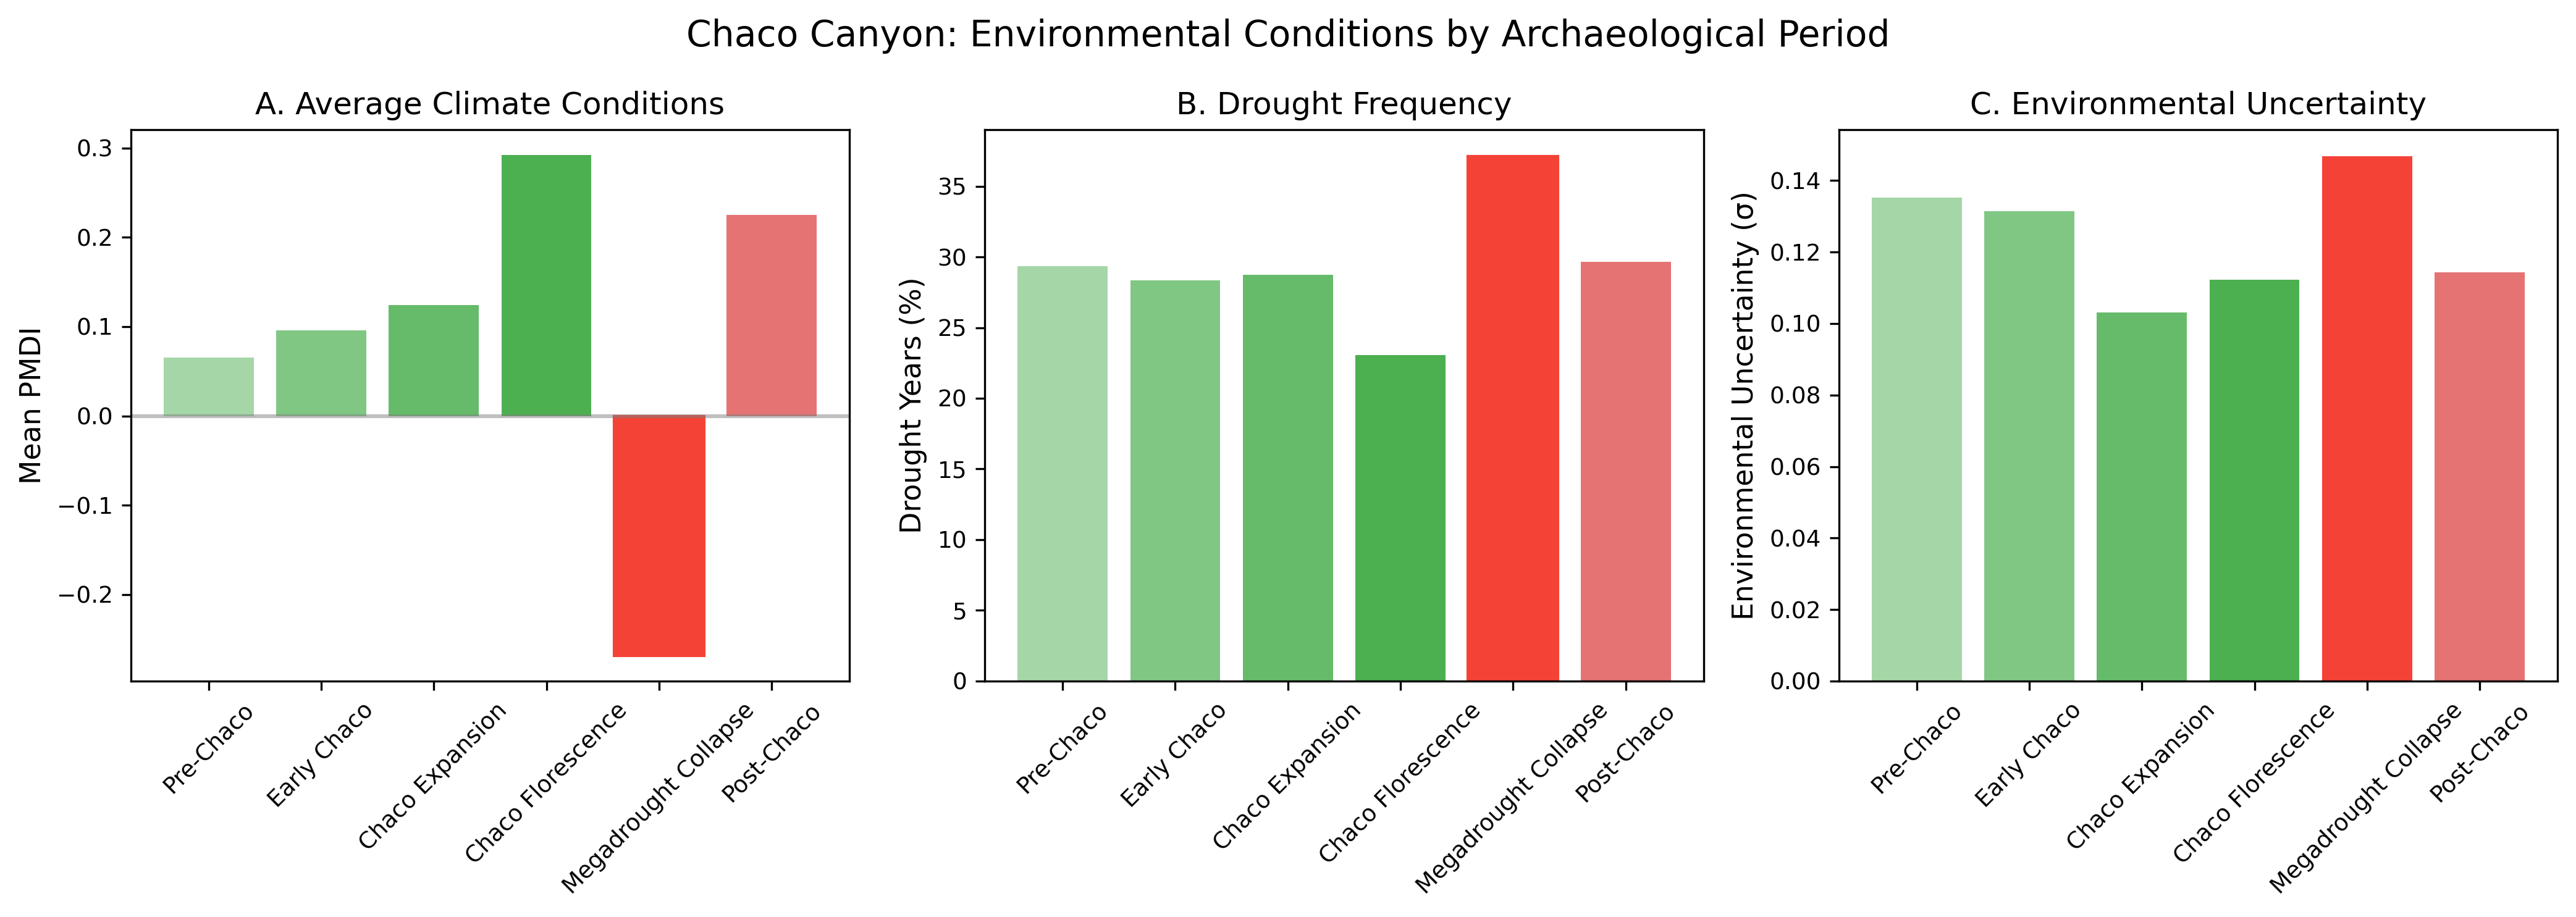 Chaco Canyon: Environmental Conditions by Archaeological Period
A. Average Climate Conditions
Mean PMDI
0.3
0.2
0.1
0.0
−0.1
−0.2
Pre-Chaco
Early Chaco
Chaco Expansion
Chaco Florescence
Megadrought Collapse
Post-Chaco
B. Drought Frequency
Drought Years (%)
35
30
25
20
15
10
5
0
Pre-Chaco
Early Chaco
Chaco Expansion
Chaco Florescence
Megadrought Collapse
Post-Chaco
C. Environmental Uncertainty
Environmental Uncertainty (σ)
0.14
0.12
0.10
0.08
0.06
0.04
0.02
0.00
Pre-Chaco
Early Chaco
Chaco Expansion
Chaco Florescence
Megadrought Collapse
Post-Chaco